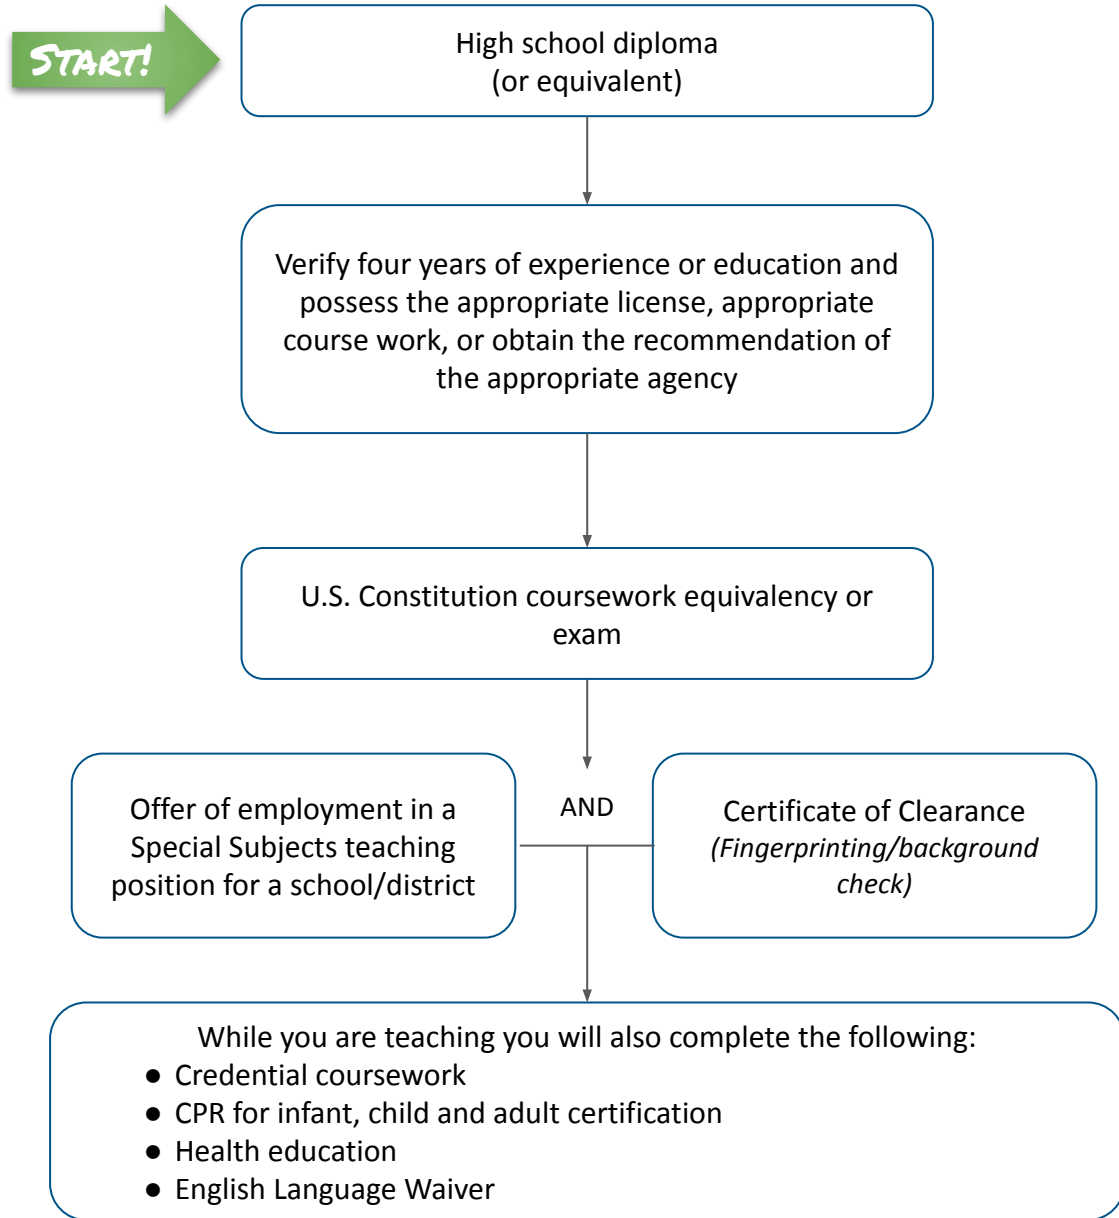 START!
High school diploma
(or equivalent)
Verify four years of experience or education and
possess the appropriate license, appropriate
course work, or obtain the recommendation of
the appropriate agency
U.S. Constitution coursework equivalency or
exam
Offer of employment in a
Special Subjects teaching
position for a school/district
AND
Certificate of Clearance
(Fingerprinting/background
check)
While you are teaching you will also complete the following:
● Credential coursework
● CPR for infant, child and adult certification
● Health education
● English Language Waiver